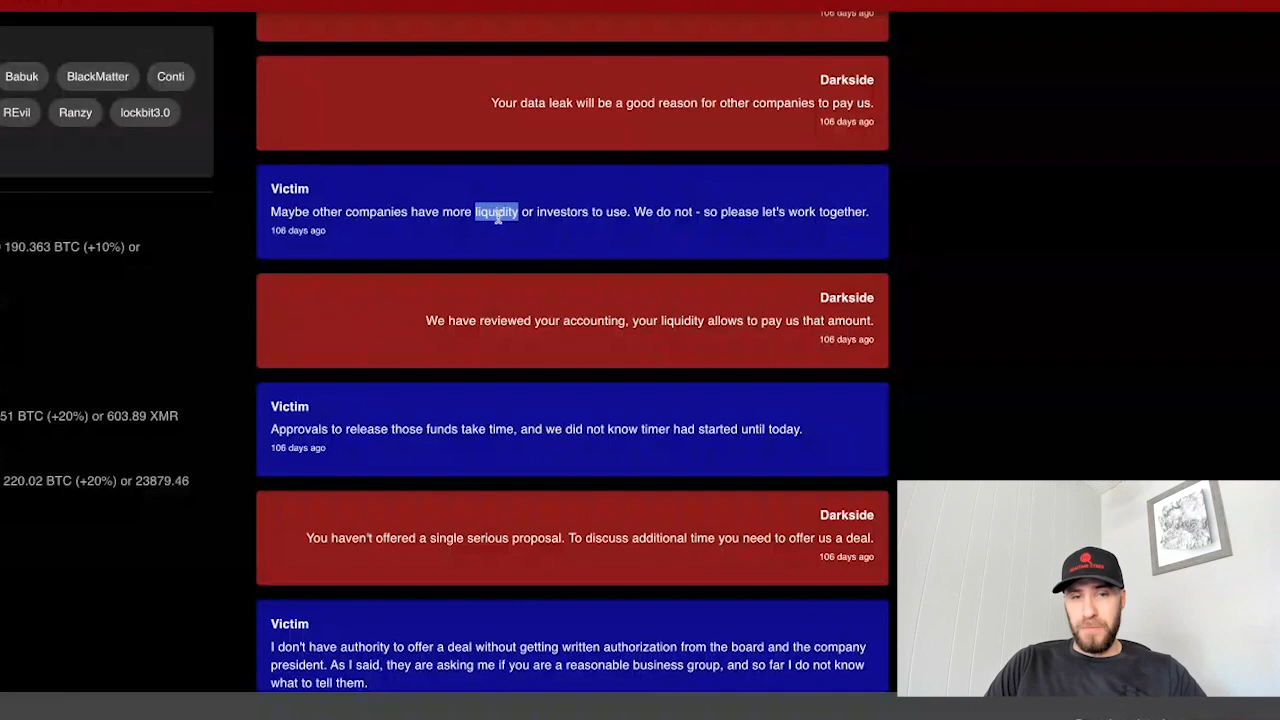 106 days ago
Babuk
BlackMatter
Conti
REvil
Ranzy
lockbit3.0
190.363 BTC (+10%) or
51 BTC (+20%) or 603.89 XMR
220.02 BTC (+20%) or 23879.46
Darkside
Your data leak will be a good reason for other companies to pay us.
106 days ago
Victim
Maybe other companies have more liquidity or investors to use. We do not - so please let's work together.
106 days ago
Darkside
We have reviewed your accounting, your liquidity allows to pay us that amount.
106 days ago
Victim
Approvals to release those funds take time, and we did not know timer had started until today.
106 days ago
Darkside
You haven't offered a single serious proposal. To discuss additional time you need to offer us a deal.
106 days ago
Victim
I don't have authority to offer a deal without getting written authorization from the board and the company
president. As I said, they are asking me if you are a reasonable business group, and so far I do not know
what to tell them.